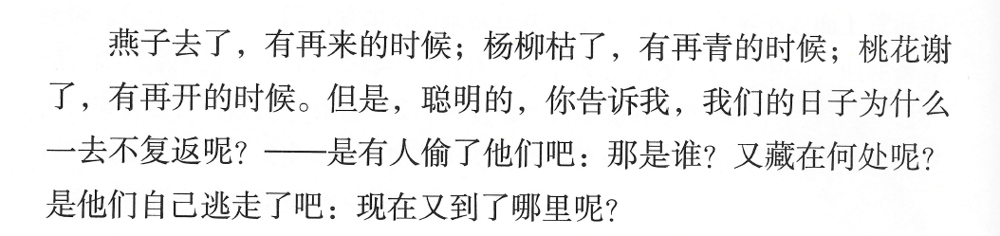 燕子去了，有再来的时候；杨柳枯了，有再青的时候；桃花谢
了，有再开的时候。但是，聪明的，你告诉我，我们的日子为什么
一去不复返呢？——是有人偷了他们吧：那是谁？又藏在何处呢？
是他们自己逃走了吧：现在又到了哪里呢？